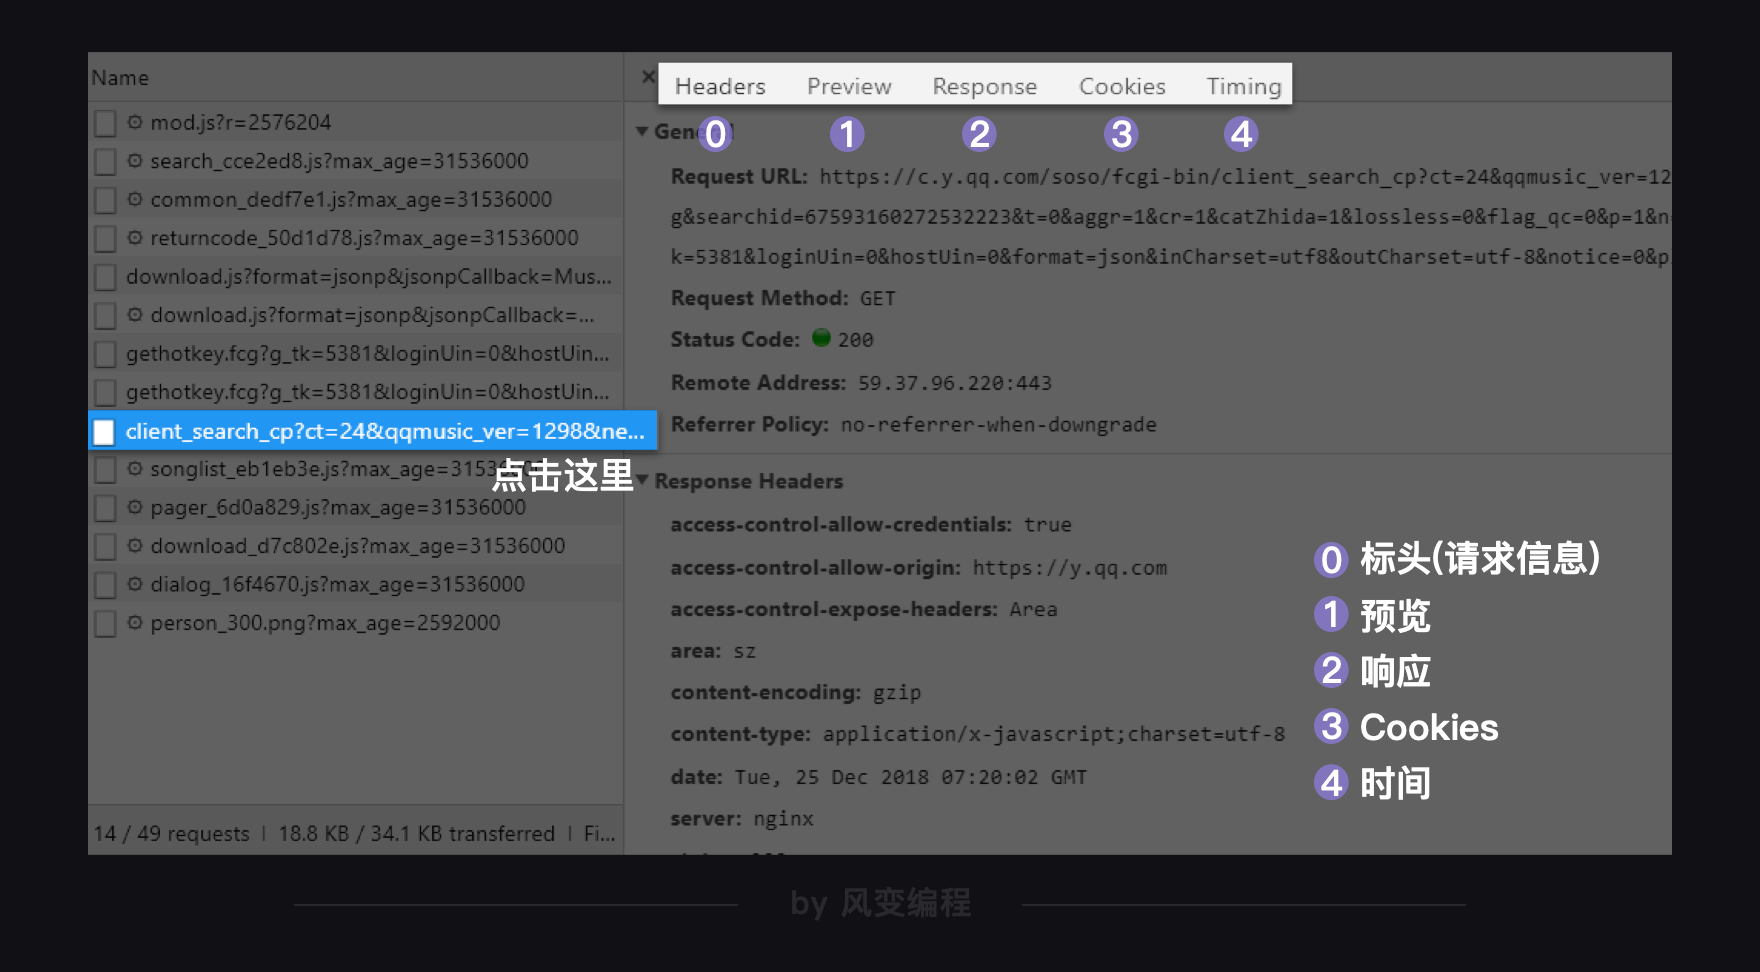 Name
mod.js?r=2576204
search_cce2ed8.js?max_age=31536000
common_dedf7e1.js?max_age=31536000
returncode_50d1d78.js?max_age=31536000
download.js?format=jsonp&jsonpCallback=Mus...
download.js?format=jsonp&jsonpCallback=...
gethotkey.fcg?g_tk=5381&loginUin=0&hostUin...
gethotkey.fcg?g_tk=5381&loginUin=0&hostUin...
client_search_cp?ct=24&qqmusic_ver=1298&ne...
点击这里
songlist_eb1eb3e.js?max_age=31536000
pager_6d0a829.js?max_age=31536000
download_d7c802e.js?max_age=31536000
dialog_16f4670.js?max_age=31536000
person_300.png?max_age=2592000
14 / 49 requests | 18.8 KB / 34.1 KB transferred | Fi...
× Headers Preview Response Cookies Timing
0 1 2 3 4
General
Request URL: https://c.y.qq.com/soso/fcgi-bin/client_search_cp?ct=24&qqmusic_ver=12
g&searchid=67593160272532223&t=0&aggr=1&cr=1&catZhida=1&lossless=0&flag_qc=0&p=1&n=
k=5381&loginUin=0&hostUin=0&format=json&inCharset=utf8&outCharset=utf-8&notice=0&p
Request Method: GET
Status Code: 200
Remote Address: 59.37.96.220:443
Referrer Policy: no-referrer-when-downgrade
Response Headers
access-control-allow-credentials: true
access-control-allow-origin: https://y.qq.com
access-control-expose-headers: Area
area: sz
content-encoding: gzip
content-type: application/x-javascript;charset=utf-8
date: Tue, 25 Dec 2018 07:20:02 GMT
server: nginx
0 标头(请求信息)
1 预览
2 响应
3 Cookies
4 时间
by 风变编程